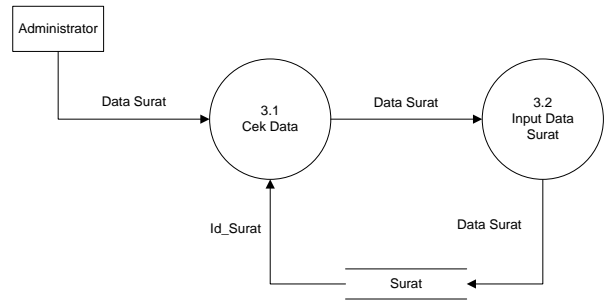 Administrator
Data Surat
3.1
Cek Data
Data Surat
3.2
Input Data
Surat
Id_Surat
Data Surat
Surat